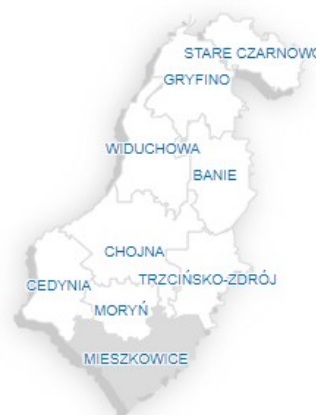 STARE CZARNOWO
GRYFINO
WIDUCHOWA
BANIE
CHOJNA
CEDYNIA
TRZCIŃSKO-ZDRÓJ
MORYŃ
MIESZKOWICE